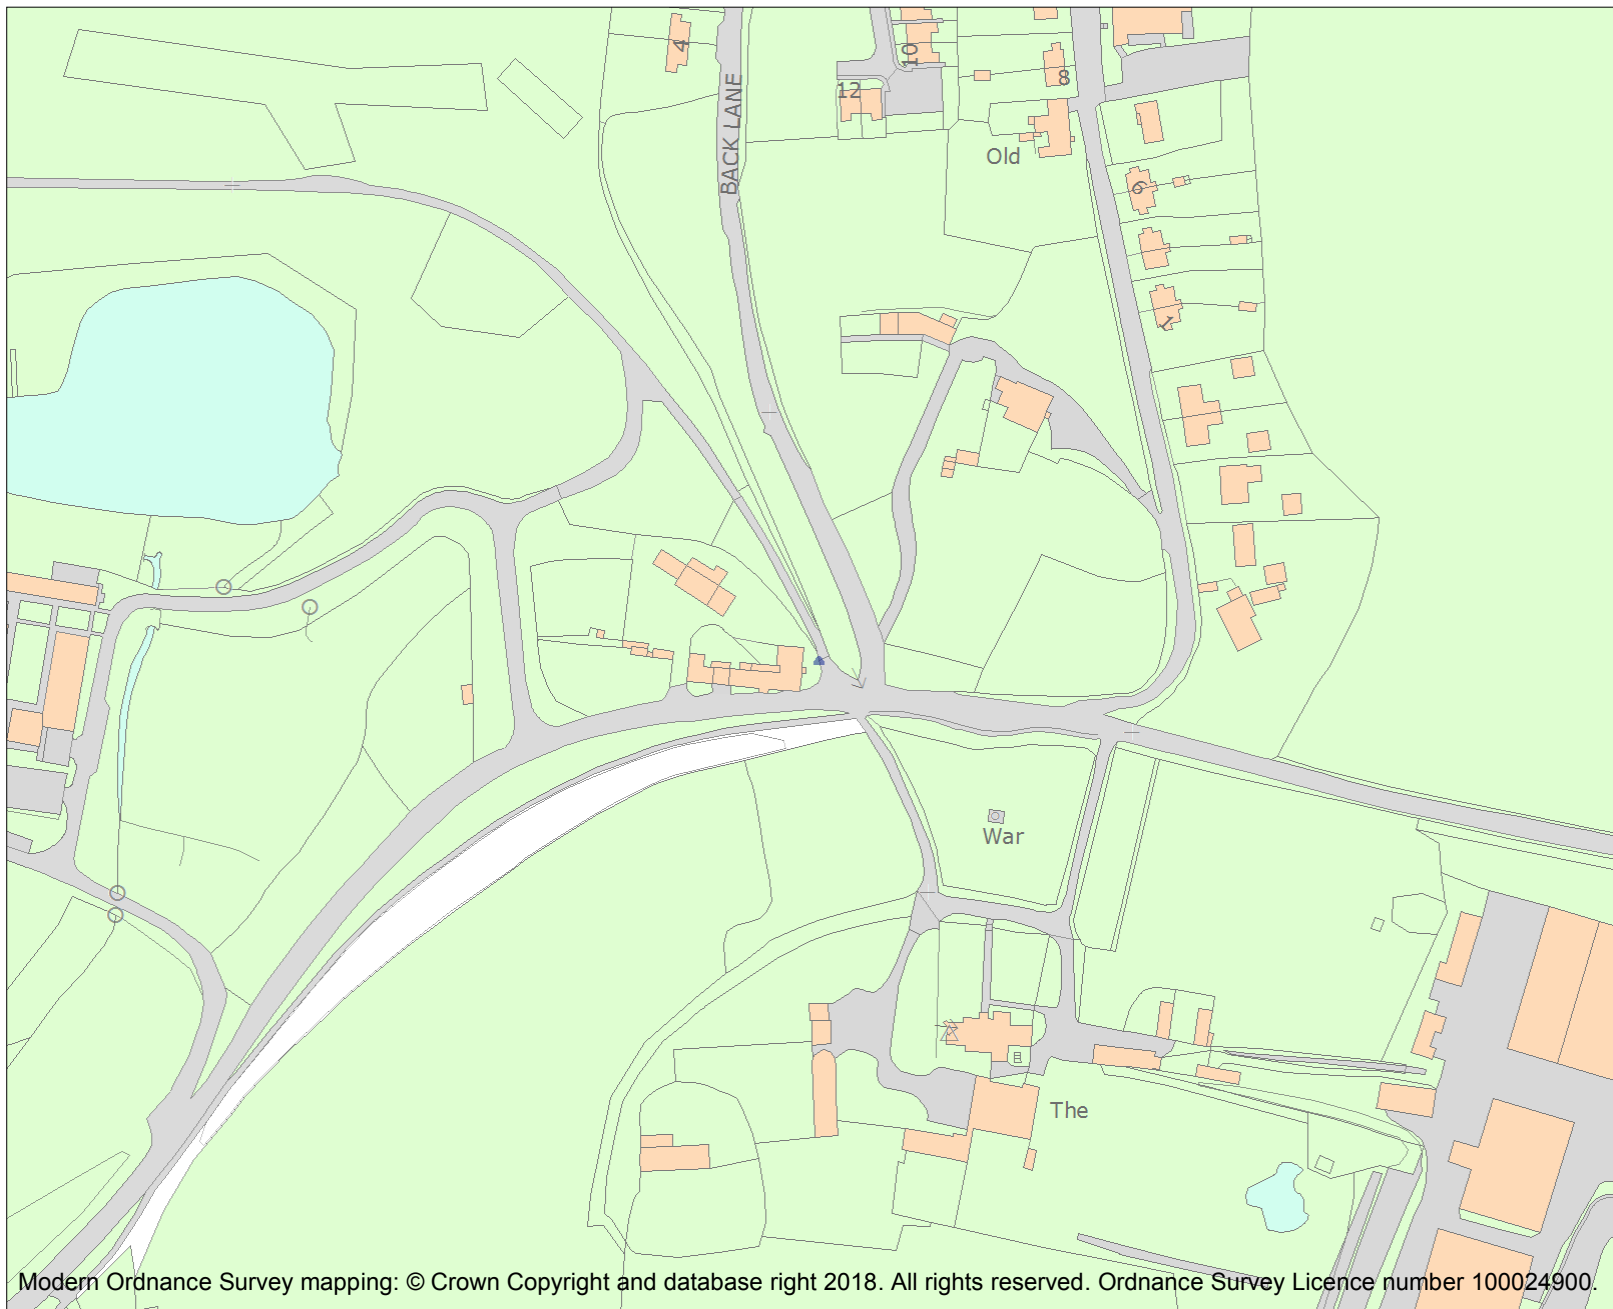 4
BACK LANE
10
12
8
Old
6
1
War
The
Modern Ordnance Survey mapping: © Crown Copyright and database right 2018. All rights reserved. Ordnance Survey Licence number 100024900.